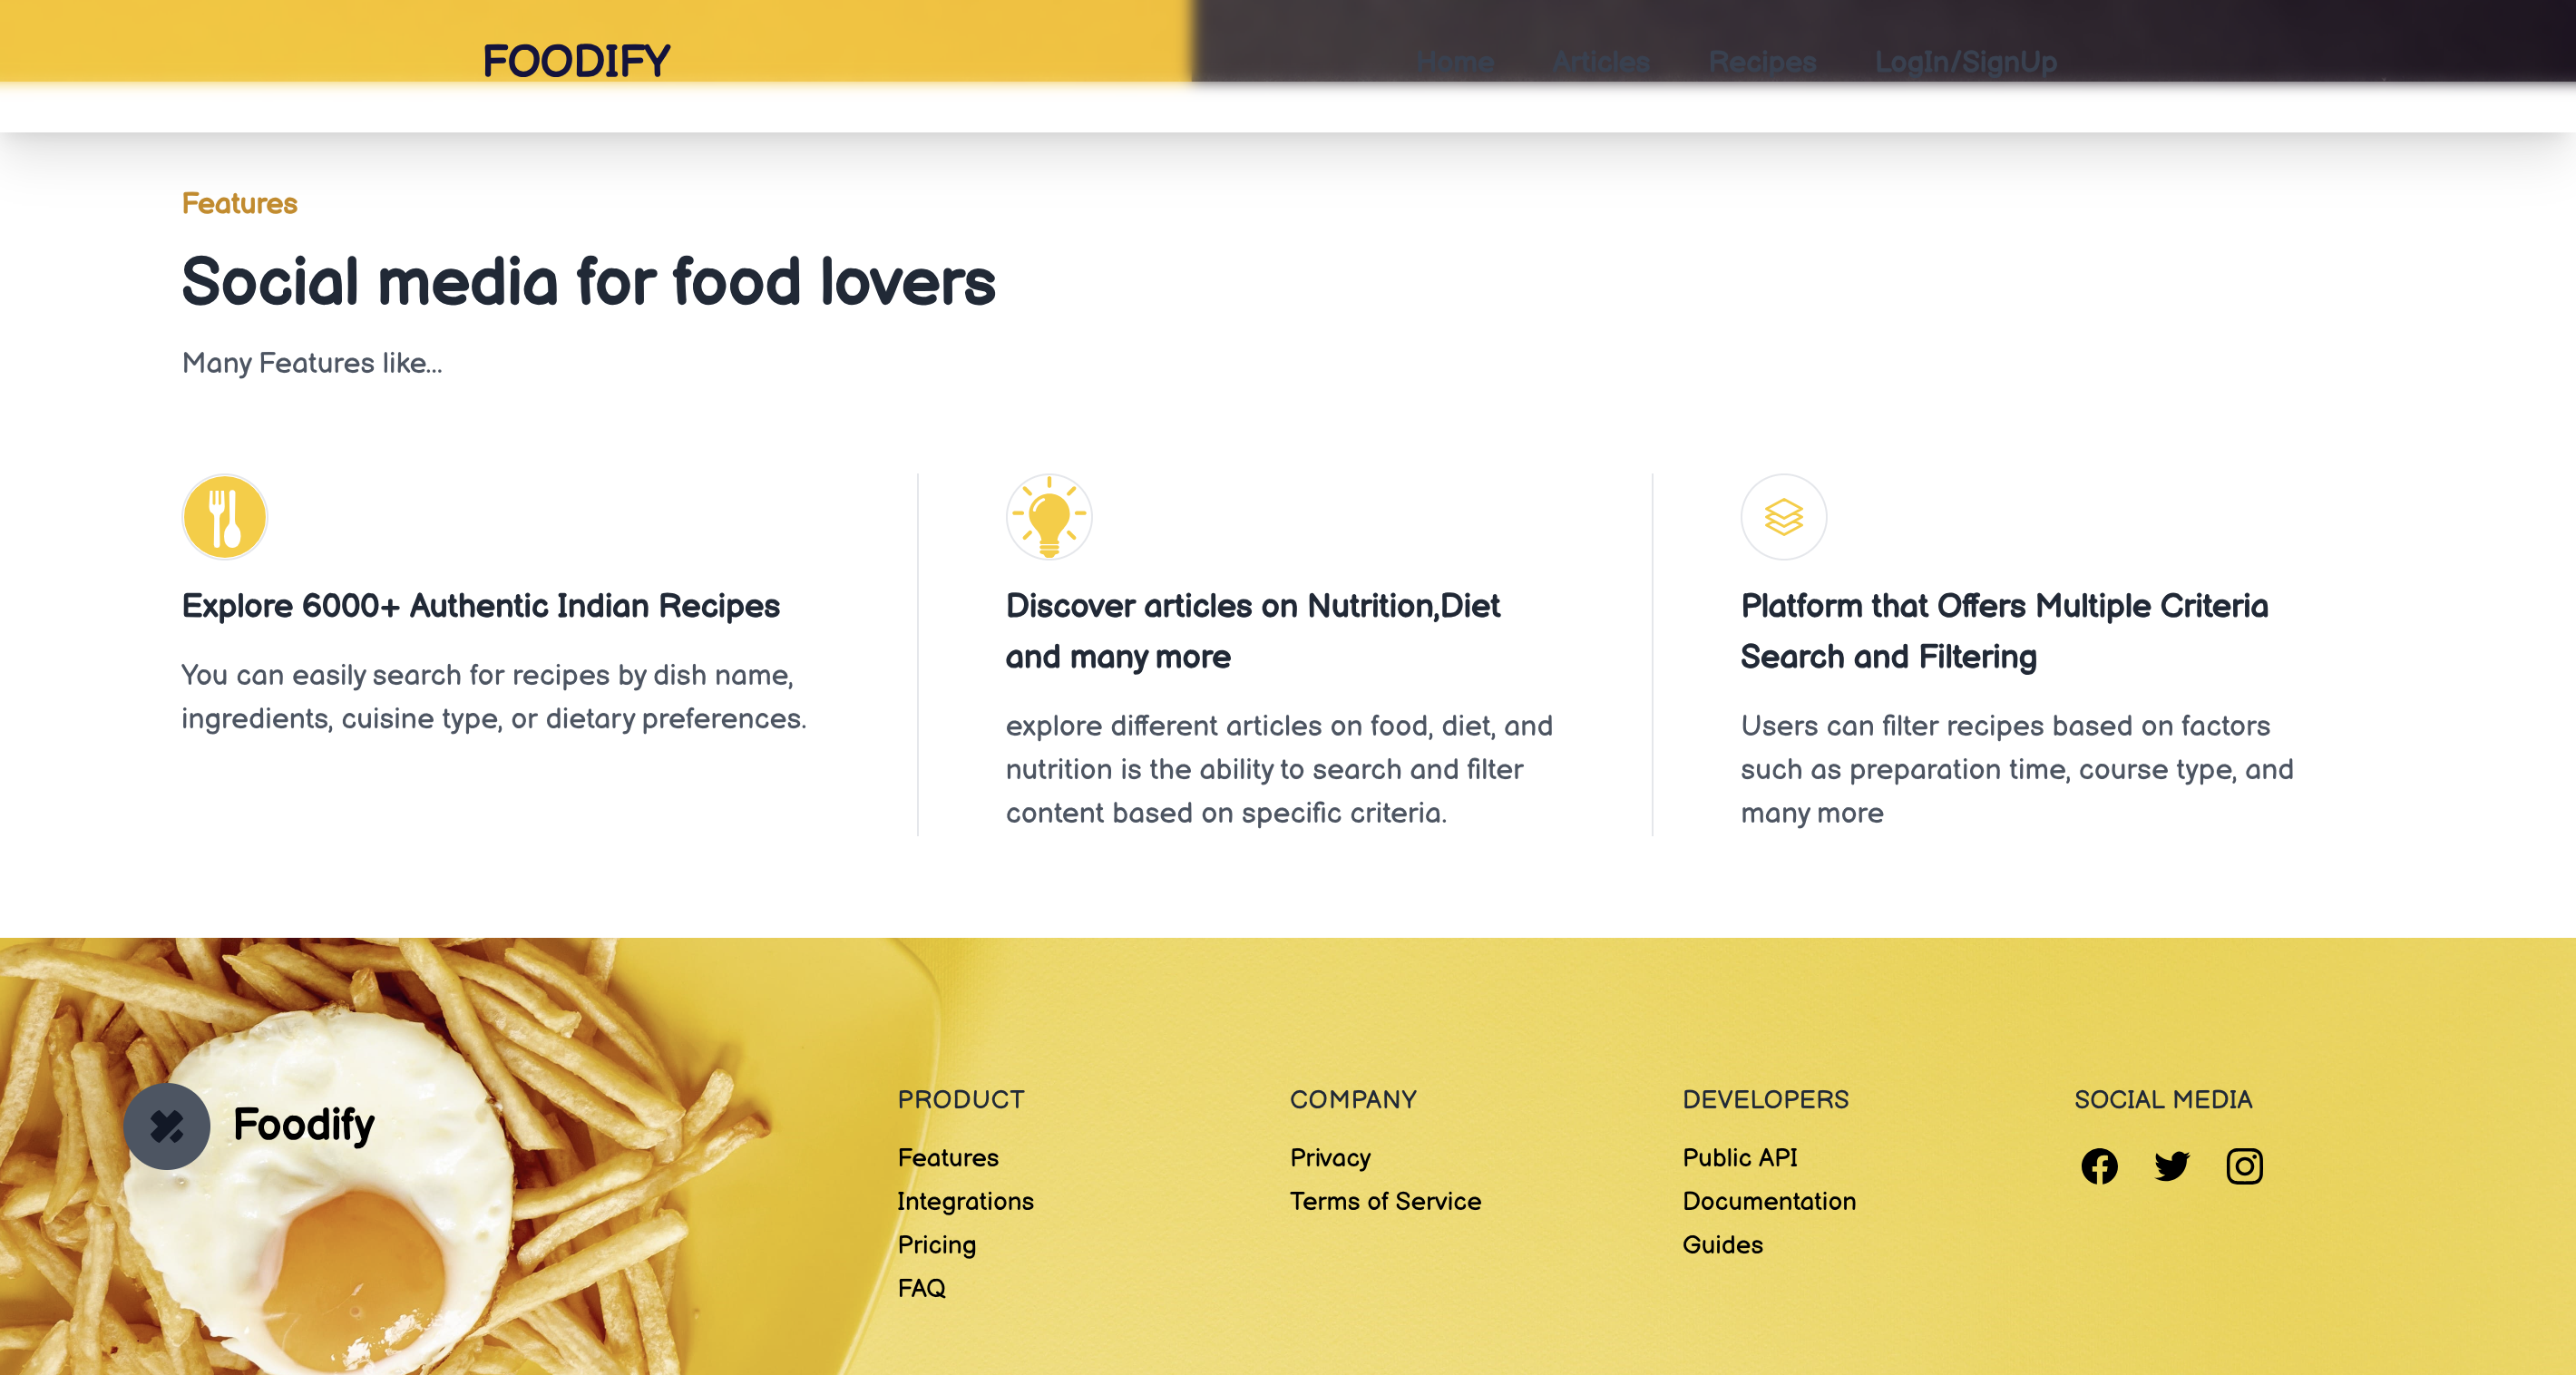 FOODIFY
Home Articles Recipes LogIn/SignUp
Features
Social media for food lovers
Many Features like...
Explore 6000+ Authentic Indian Recipes
You can easily search for recipes by dish name,
ingredients, cuisine type, or dietary preferences.
Discover articles on Nutrition,Diet
and many more
explore different articles on food, diet, and
nutrition is the ability to search and filter
content based on specific criteria.
Platform that Offers Multiple Criteria
Search and Filtering
Users can filter recipes based on factors
such as preparation time, course type, and
many more
Foodify
PRODUCT
Features
Integrations
Pricing
FAQ
COMPANY
Privacy
Terms of Service
DEVELOPERS
Public API
Documentation
Guides
SOCIAL MEDIA